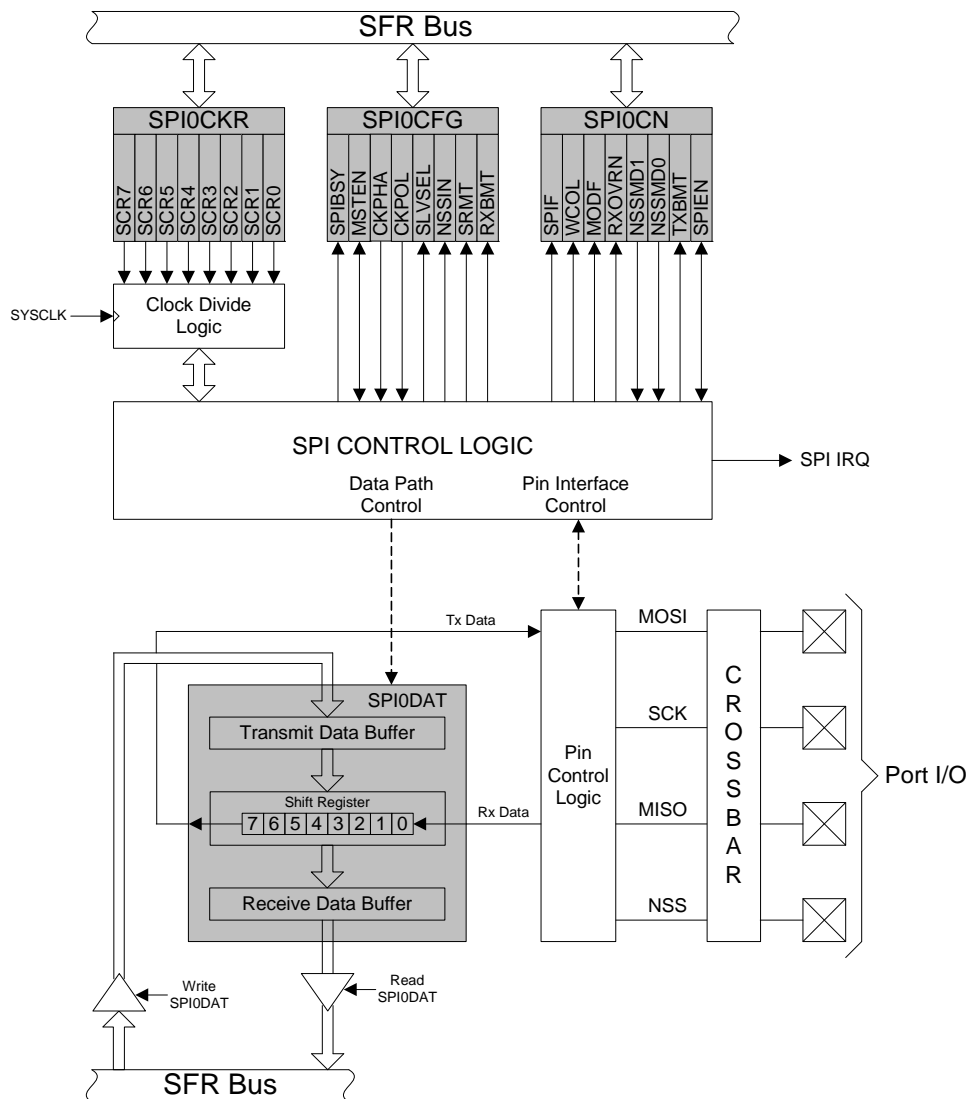 SFR Bus
SPI0CKR
SPI0CFG
SPI0CN
SCR7
SCR6
SCR5
SCR4
SCR3
SCR2
SCR1
SCR0
SPIBSY
MSTEN
CKPHA
CKPOL
SLVSEL
NSSIN
SRMT
RXBMT
SPIF
WCOL
MODF
RXOVRN
NSSMD1
NSSMD0
TXBMT
SPIEN
SYSCLK
Clock Divide
Logic
SPI CONTROL LOGIC
SPI IRQ
Data Path
Control
Pin Interface
Control
Tx Data
MOSI
SPI0DAT
Transmit Data Buffer
SCK
Pin
Control
Logic
CROSSBAR
Port I/O
Shift Register
7 6 5 4 3 2 1 0
Rx Data
MISO
Receive Data Buffer
NSS
Write
SPI0DAT
Read
SPI0DAT
SFR Bus